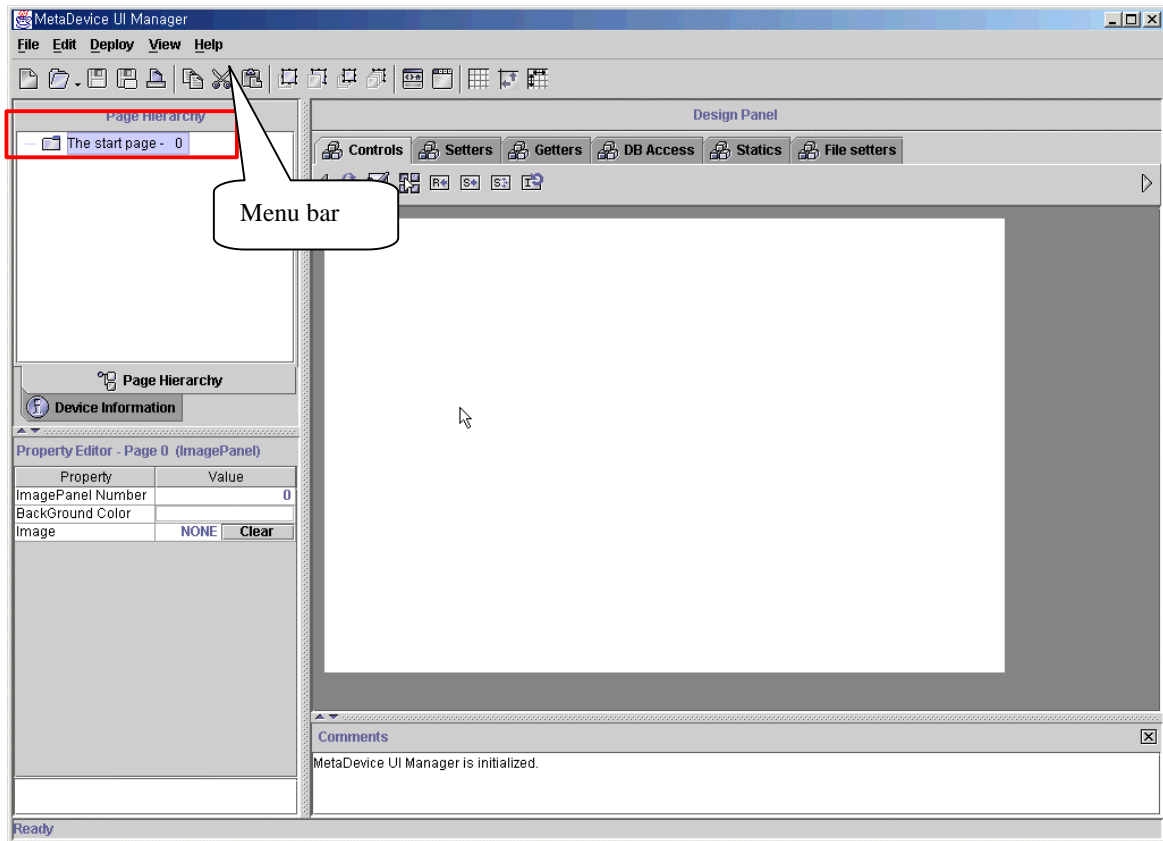 MetaDevice UI Manager
File Edit Deploy View Help
Page Hierarchy
The start page - 0
Menu bar
Page Hierarchy
Device Information
Property Editor - Page 0 (ImagePanel)
Property Value
ImagePanel Number 0
BackGround Color
Image NONE Clear
Design Panel
Controls Setters Getters DB Access Statics File setters
Comments
MetaDevice UI Manager is initialized.
Ready